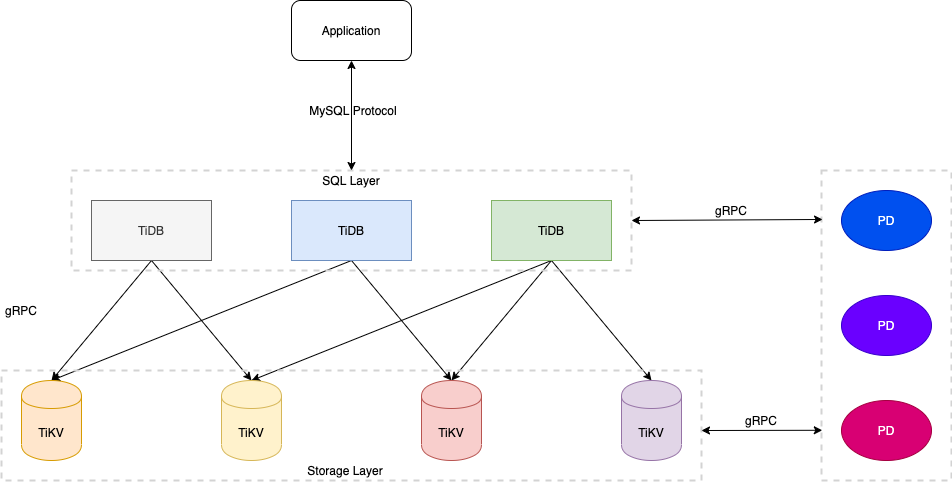 Application
MySQL Protocol
SQL Layer
TiDB
TiDB
TiDB
gRPC
PD
gRPC
PD
TiKV
TiKV
TiKV
TiKV
gRPC
PD
Storage Layer